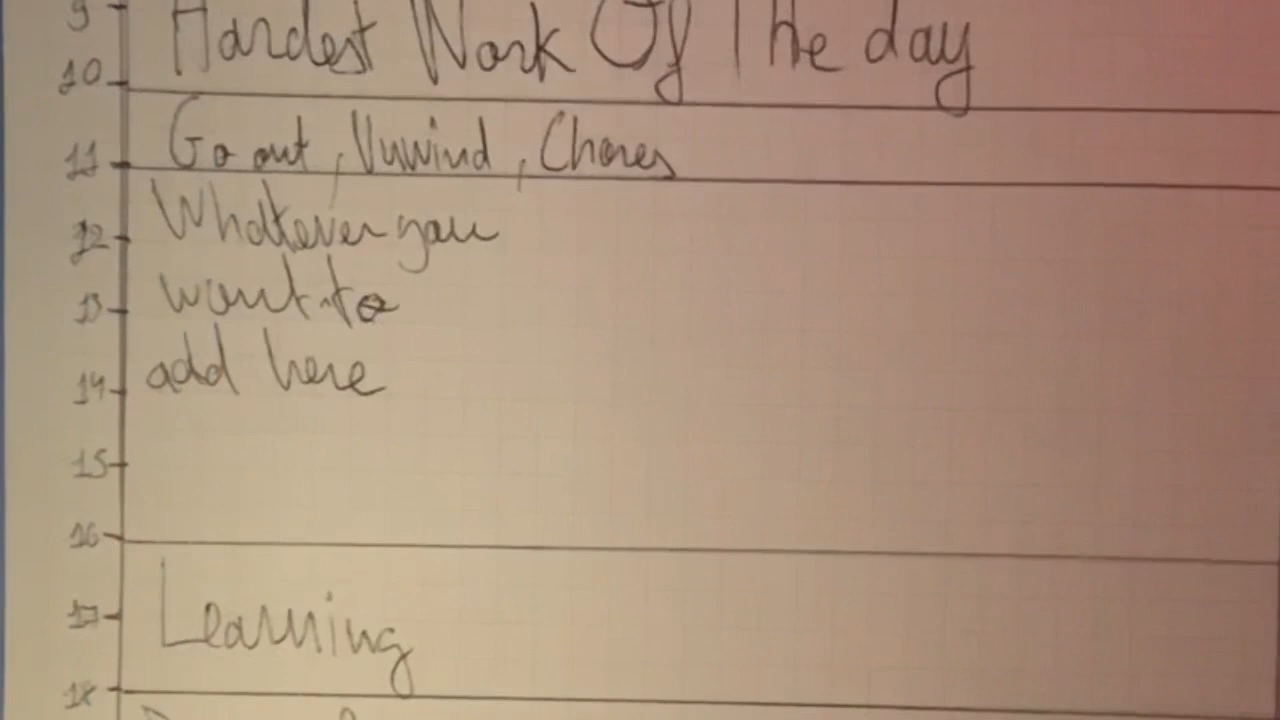 9 Hardest Work Of The day
10
11 Go out, Unwind, Chores
12 Whatever you
13 want to
14 add here
15
16
17 Learning
18